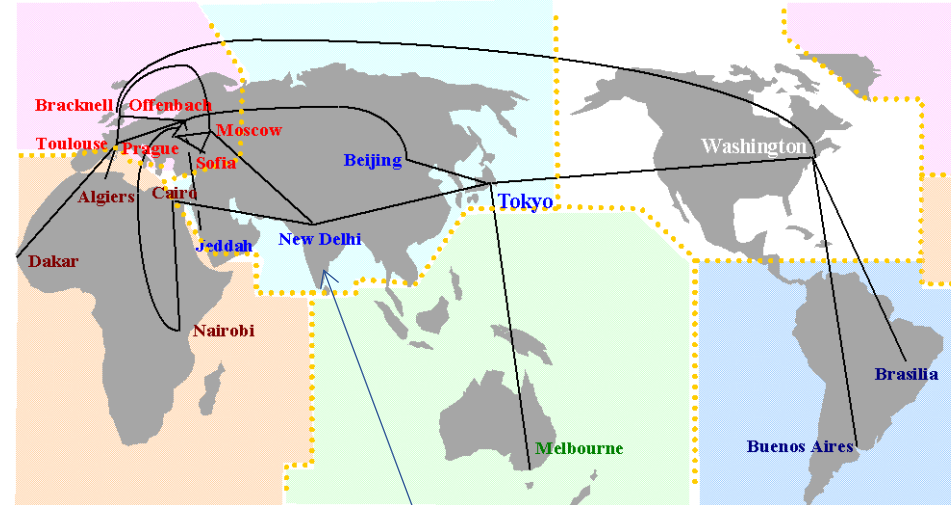 Bracknell
Offenbach
Toulouse
Prague
Moscow
Sofia
Beijing
Washington
Algiers
Cairo
Tokyo
New Delhi
Jeddah
Dakar
Nairobi
Brasilia
Melbourne
Buenos Aires